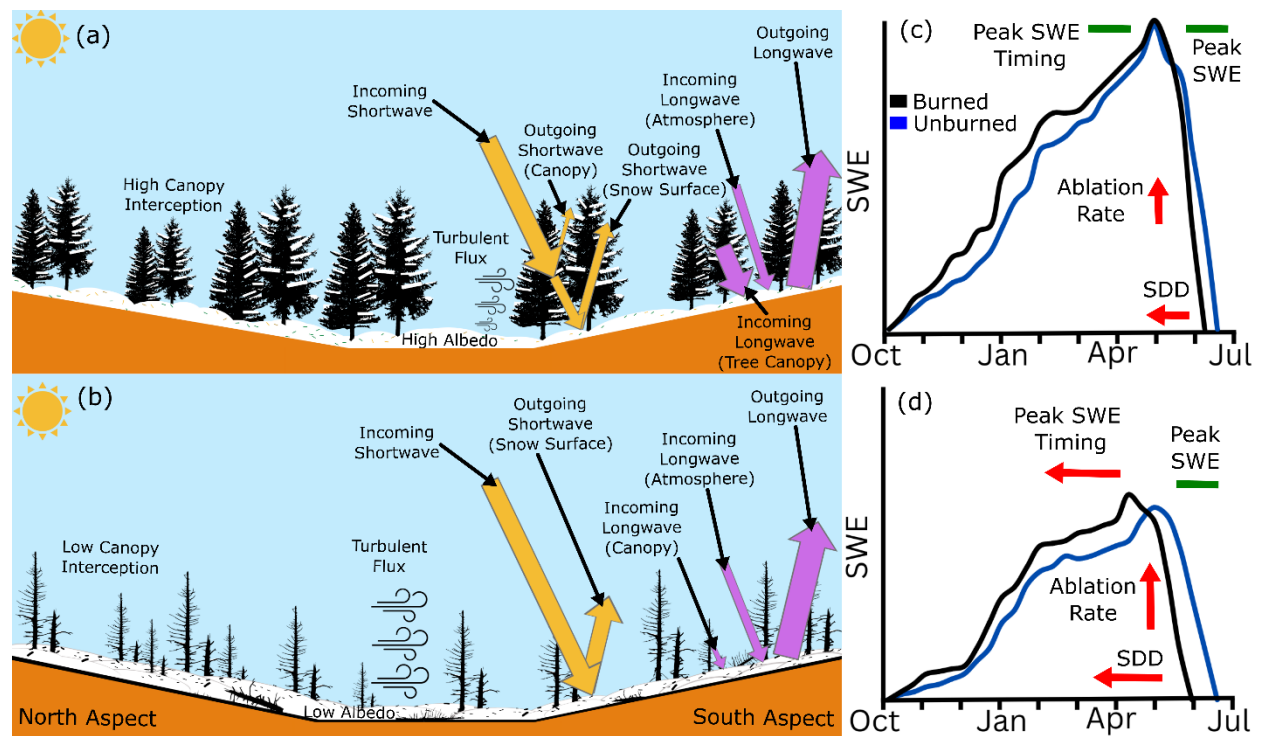 (a)
Incoming
Shortwave
Outgoing
Shortwave
(Canopy)
Outgoing
Shortwave
(Snow Surface)
Incoming
Longwave
(Atmosphere)
Outgoing
Longwave
High Canopy
Interception
Turbulent
Flux
High Albedo
Incoming
Longwave
(Tree Canopy)
(b)
Incoming
Shortwave
Outgoing
Shortwave
(Snow Surface)
Incoming
Longwave
(Atmosphere)
Outgoing
Longwave
Incoming
Longwave
(Canopy)
Low Canopy
Interception
Turbulent
Flux
Low Albedo
North Aspect
South Aspect
(c)
Peak SWE
Timing
Peak
SWE
Burned
Unburned
SWE
Ablation
Rate
SDD
Oct
Jan
Apr
Jul
(d)
Peak SWE
Timing
Peak
SWE
SWE
Ablation
Rate
SDD
Oct
Jan
Apr
Jul